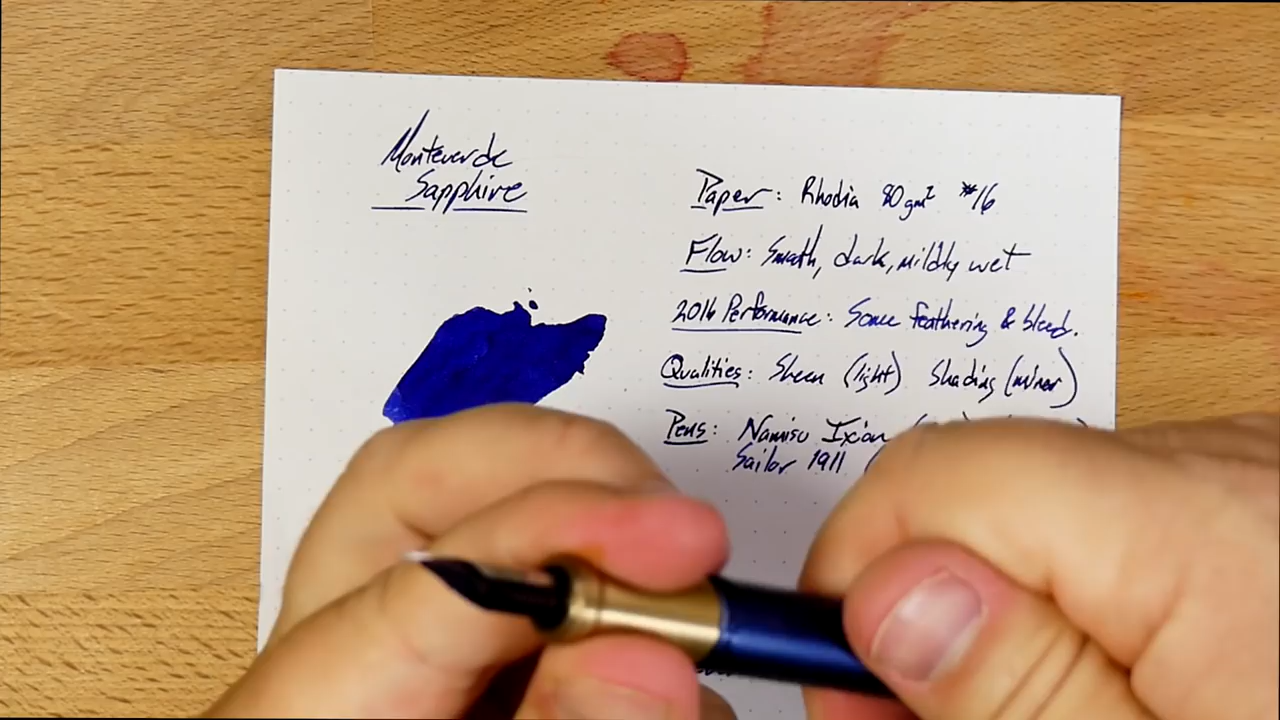 Monteverde
Sapphire
Paper: Rhodia 80gm² #16
Flow: Smooth, dark, mildly wet
2016 Performance: Some feathering & bleed.
Qualities: Sheen (light) Shading (minor)
Pens: Namisu Ixion
Sailor 1911